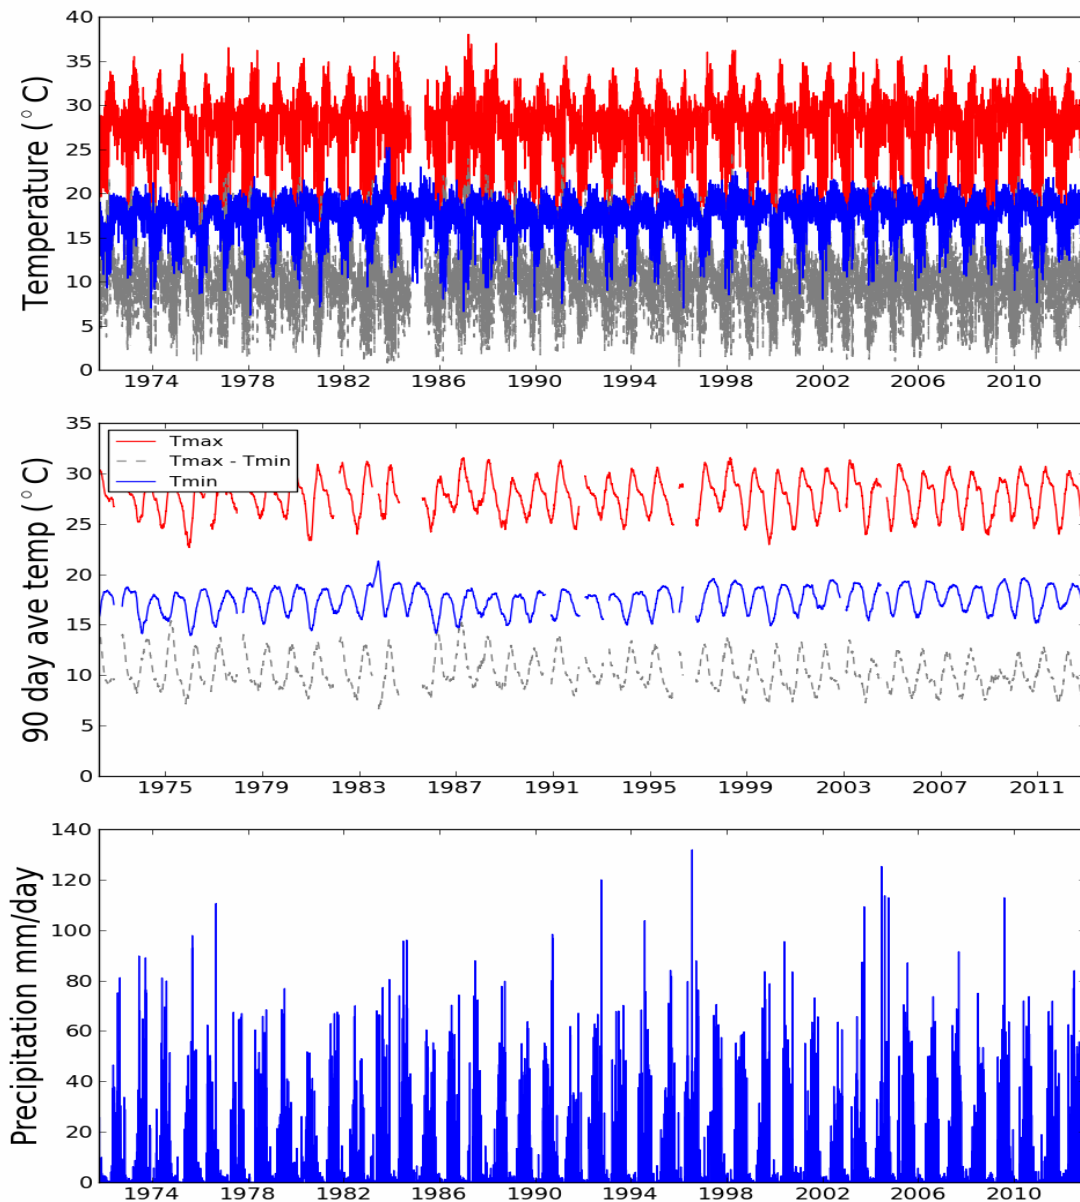 Temperature (°C)
40
35
30
25
20
15
10
5
0
1974 1978 1982 1986 1990 1994 1998 2002 2006 2010
90 day ave temp (°C)
35
30
25
20
15
10
5
0
Tmax
Tmax - Tmin
Tmin
1975 1979 1983 1987 1991 1995 1999 2003 2007 2011
Precipitation mm/day
140
120
100
80
60
40
20
0
1974 1978 1982 1986 1990 1994 1998 2002 2006 2010